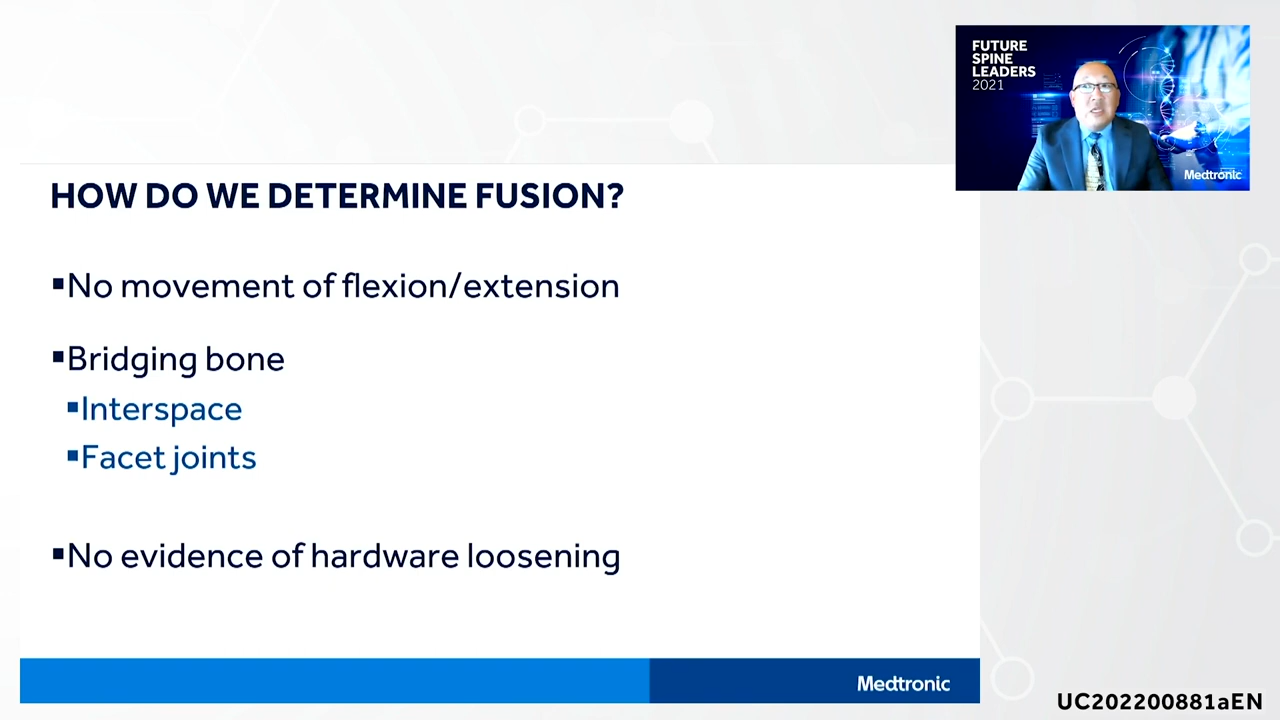 FUTURE
SPINE
LEADERS
2021
Medtronic
HOW DO WE DETERMINE FUSION?
▪No movement of flexion/extension
▪Bridging bone
▪Interspace
▪Facet joints
▪No evidence of hardware loosening
Medtronic
UC202200881aEN